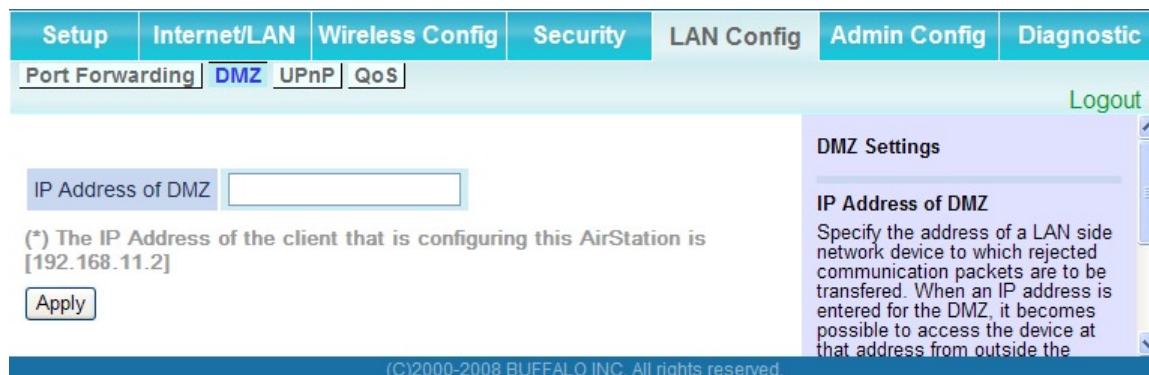 Setup Internet/LAN Wireless Config Security LAN Config Admin Config Diagnostic
Port Forwarding DMZ UPnP QoS
Logout
IP Address of DMZ
(*) The IP Address of the client that is configuring this AirStation is
[192.168.11.2]
Apply
DMZ Settings
IP Address of DMZ
Specify the address of a LAN side
network device to which rejected
communication packets are to be
transfered. When an IP address is
entered for the DMZ, it becomes
possible to access the device at
that address from outside the
(C)2000-2008 BUFFALO INC. All rights reserved.